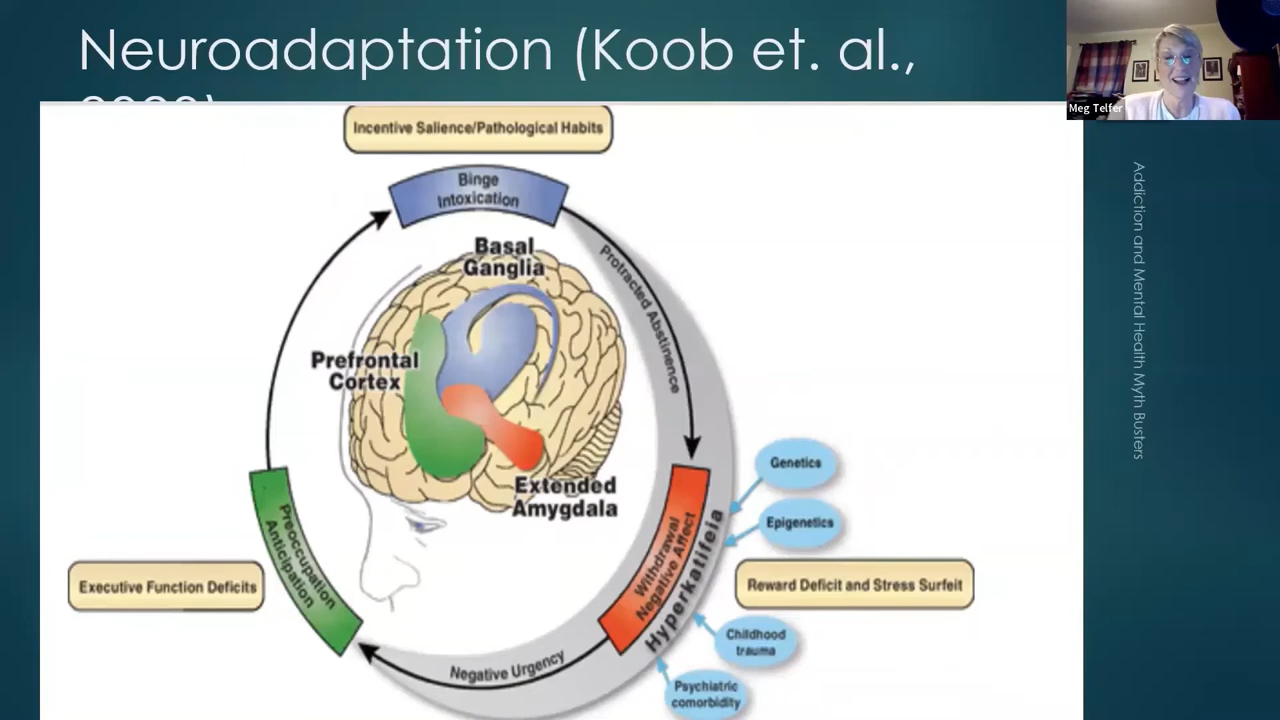 Neuroadaptation (Koob et. al.,
Meg Telfer
Incentive Salience/Pathological Habits
Binge
Intoxication
Basal
Ganglia
Protracted Abstinence
Prefrontal
Cortex
Extended
Amygdala
Genetics
Epigenetics
Withdrawal
Negative Affect
Hyperkatifeia
Reward Deficit and Stress Surfeit
Preoccupation
Anticipation
Executive Function Deficits
Childhood
trauma
Negative Urgency
Psychiatric
comorbidity
Addiction and Mental Health Myth Busters